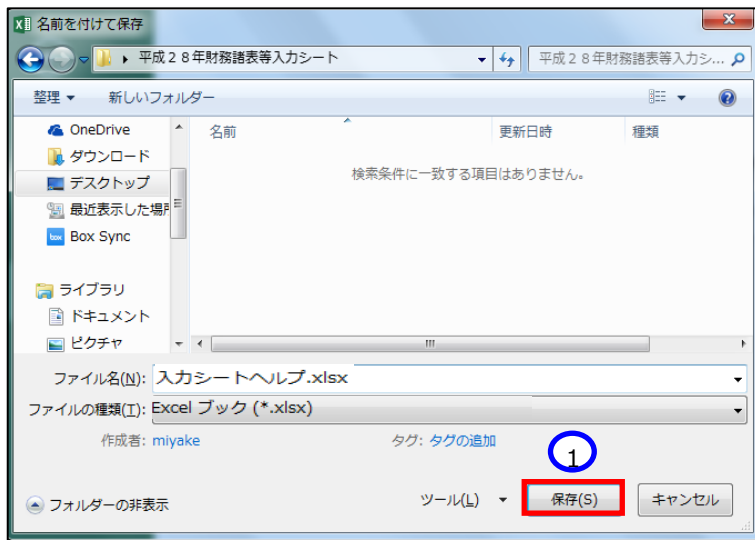 名前を付けて保存
平成２８年財務諸表等入力シート
平成２８年財務諸表等入力シ...
整理 新しいフォルダー
名前 更新日時 種類
検索条件に一致する項目はありません。
OneDrive
ダウンロード
デスクトップ
最近表示した場所
box Box Sync
ライブラリ
ドキュメント
ピクチャ
ファイル名(N): 入力シートヘルプ.xlsx
ファイルの種類(T): Excel ブック (*.xlsx)
作成者: miyake タグ: タグの追加
1
フォルダーの非表示 ツール(L) 保存(S) キャンセル